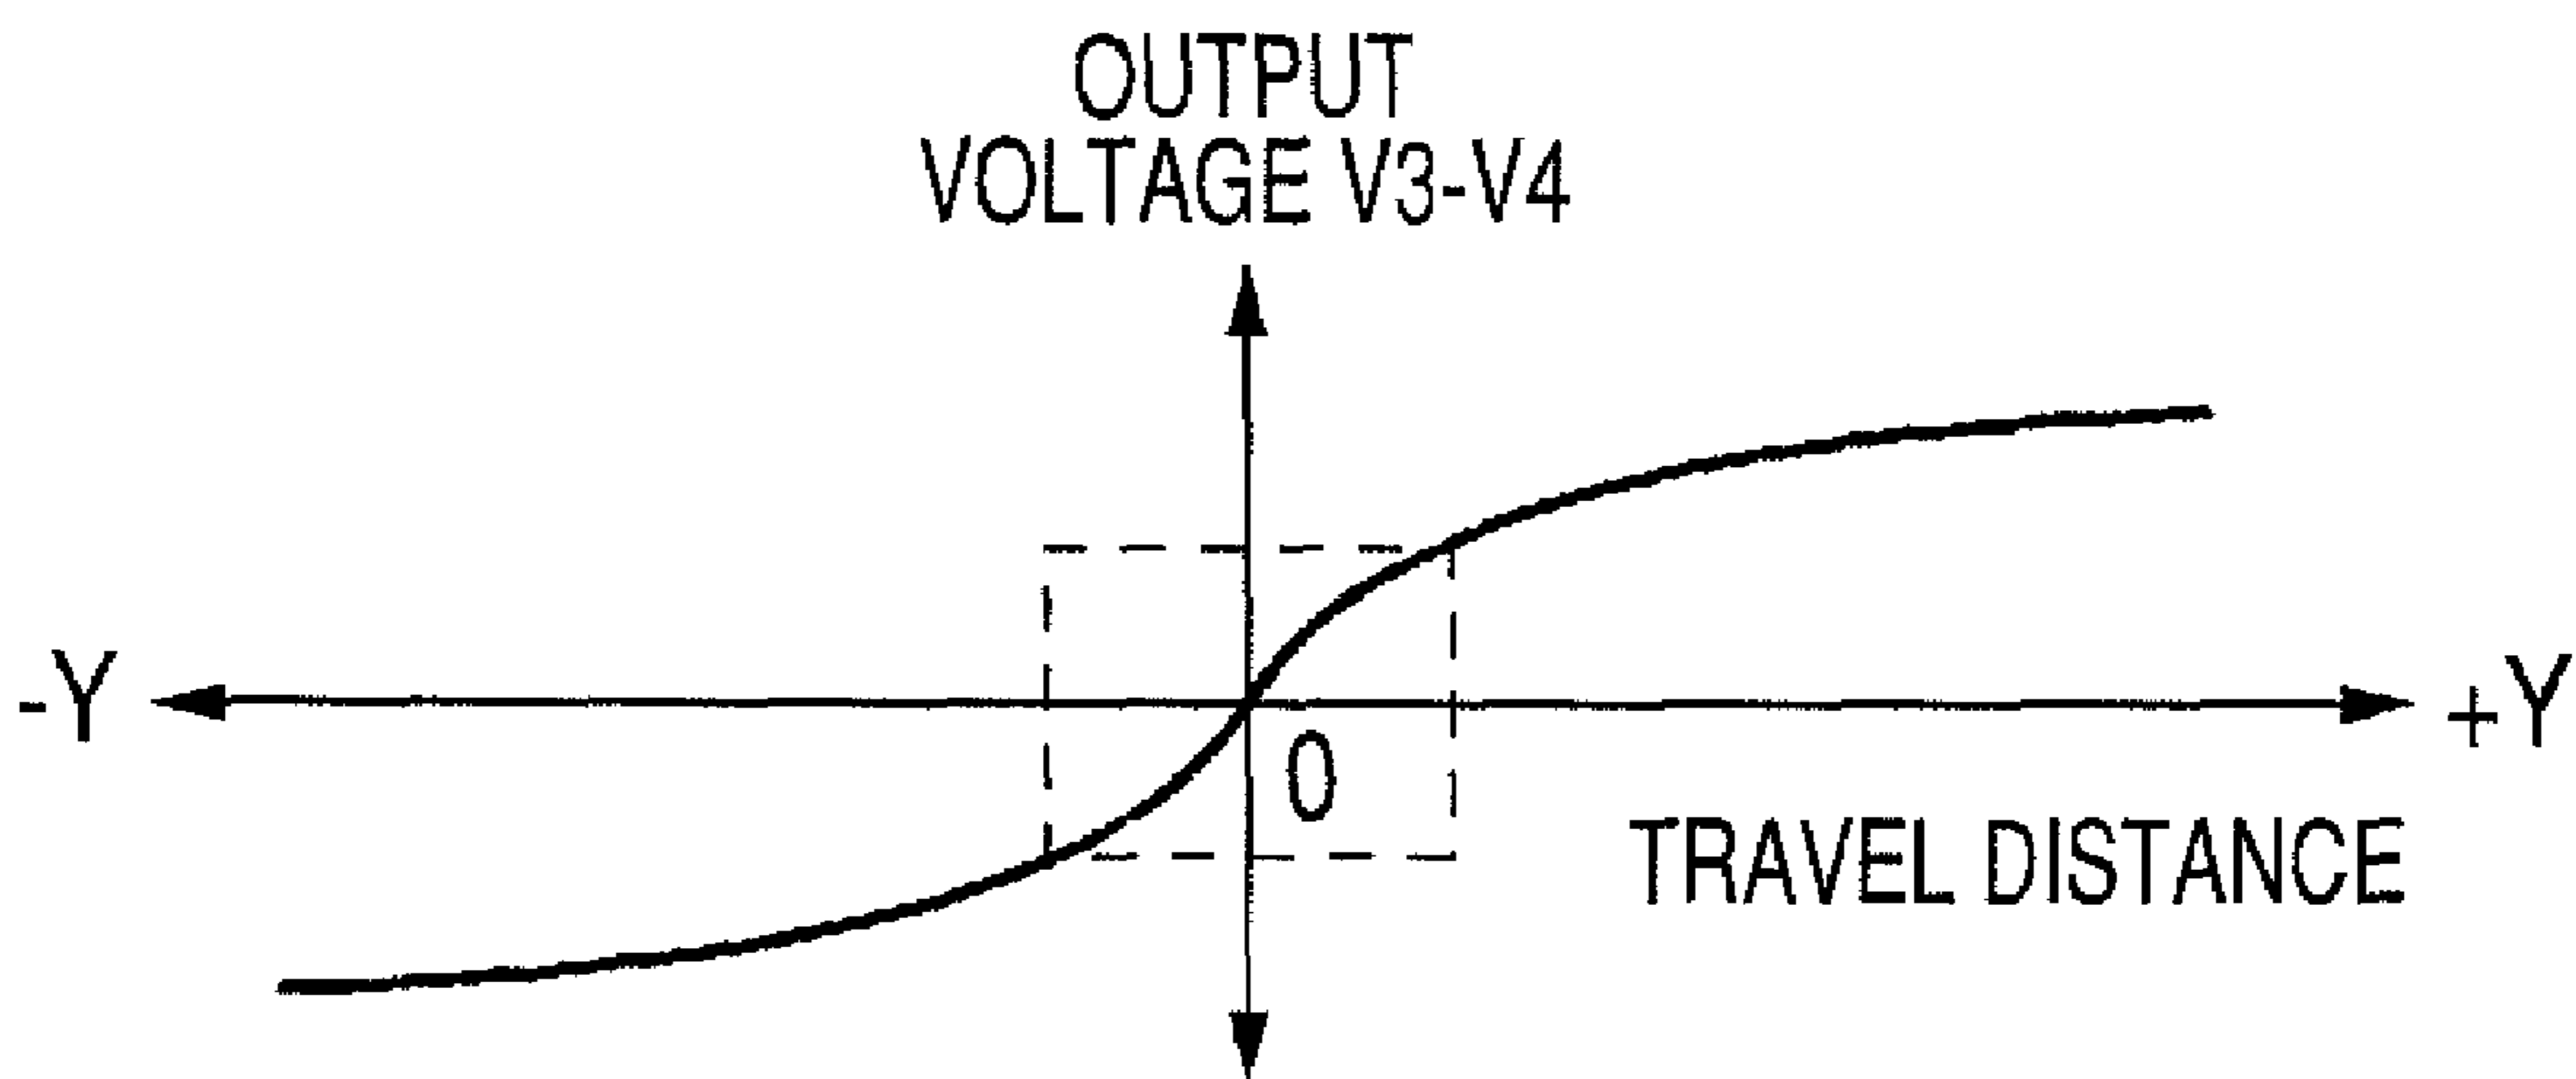 OUTPUT
VOLTAGE V3-V4
-Y
+Y
0
TRAVEL DISTANCE